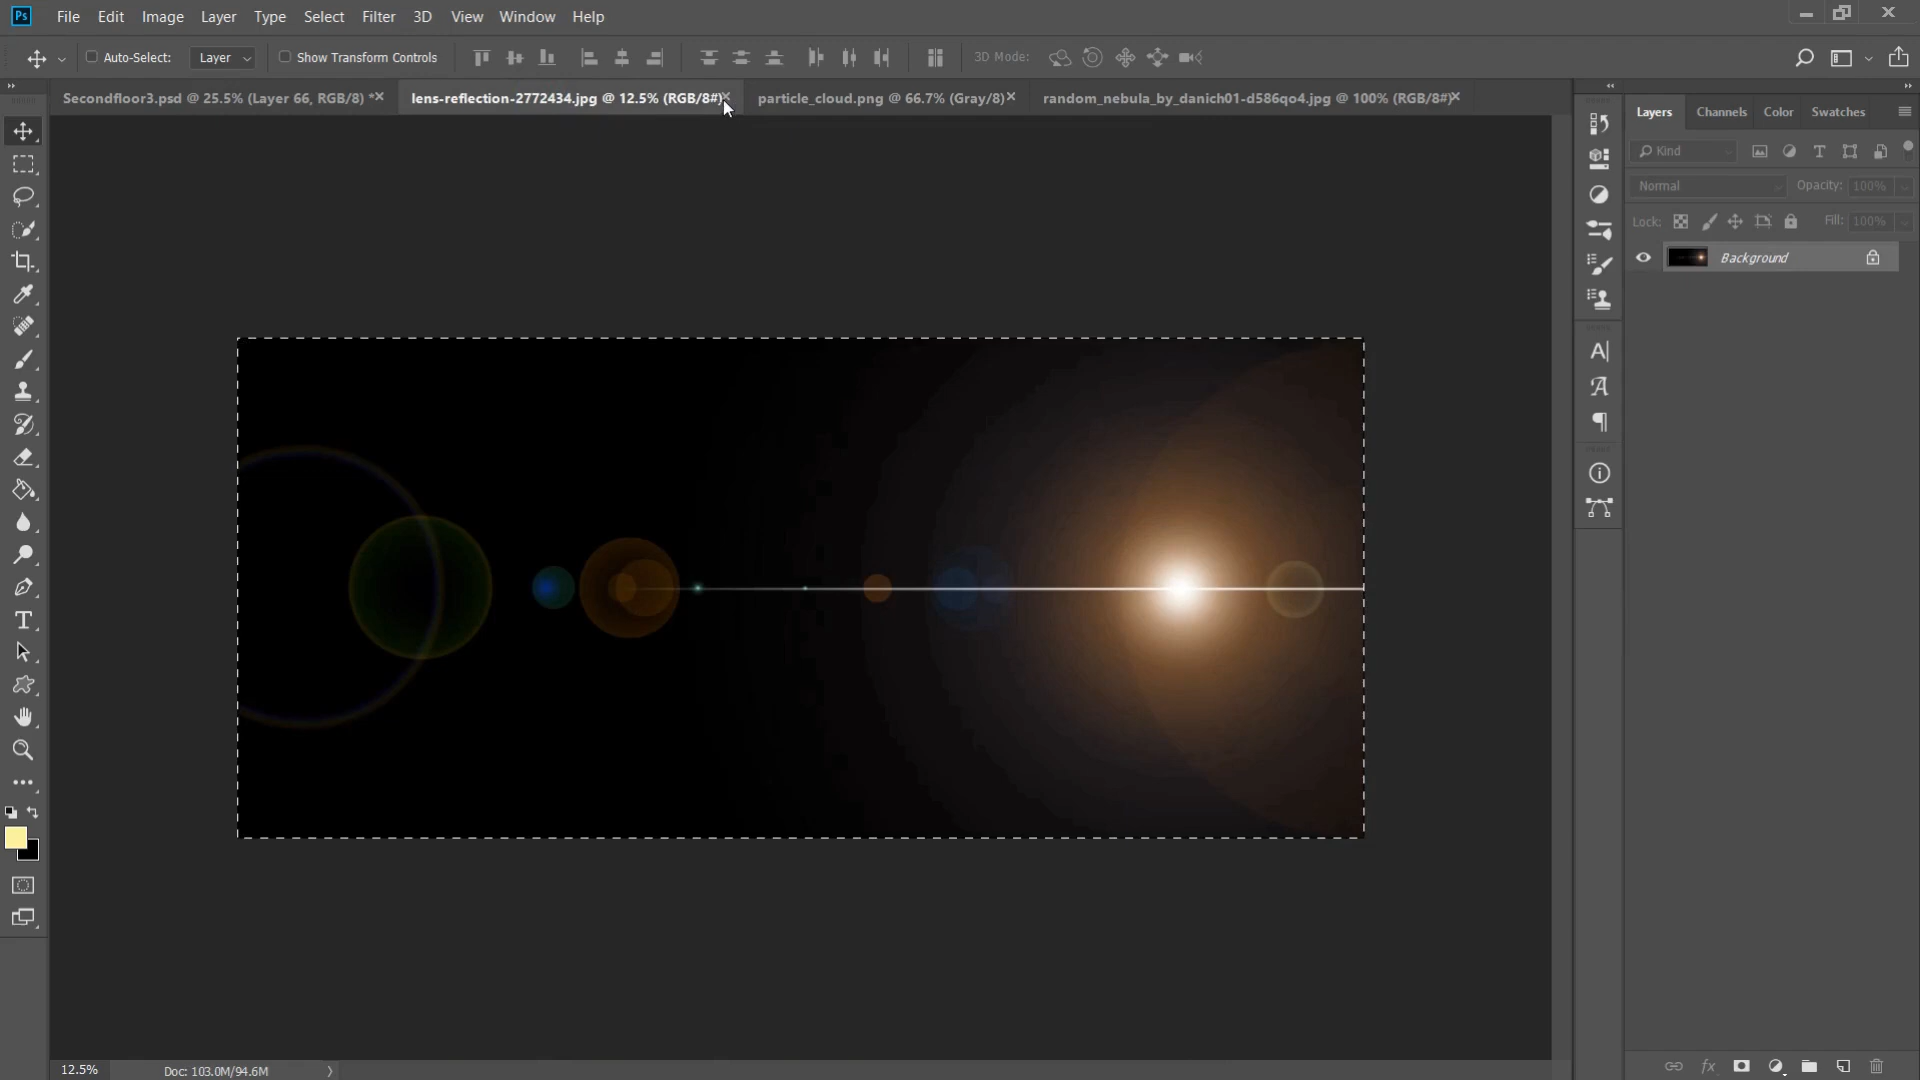 Ps File Edit Image Layer Type Select Filter 3D View Window Help
Auto-Select: Layer Show Transform Controls 3D Mode:
Secondfloor3.psd @ 25.5% (Layer 66, RGB/8) * lens-reflection-2772434.jpg @ 12.5% (RGB/8#) particle_cloud.png @ 66.7% (Gray/8) random_nebula_by_danich01-d586qo4.jpg @ 100% (RGB/8#)
Layers Channels Color Swatches
Kind
Normal Opacity: 100%
Lock: Fill: 100%
Background
12.5% Doc: 103.0M/94.6M